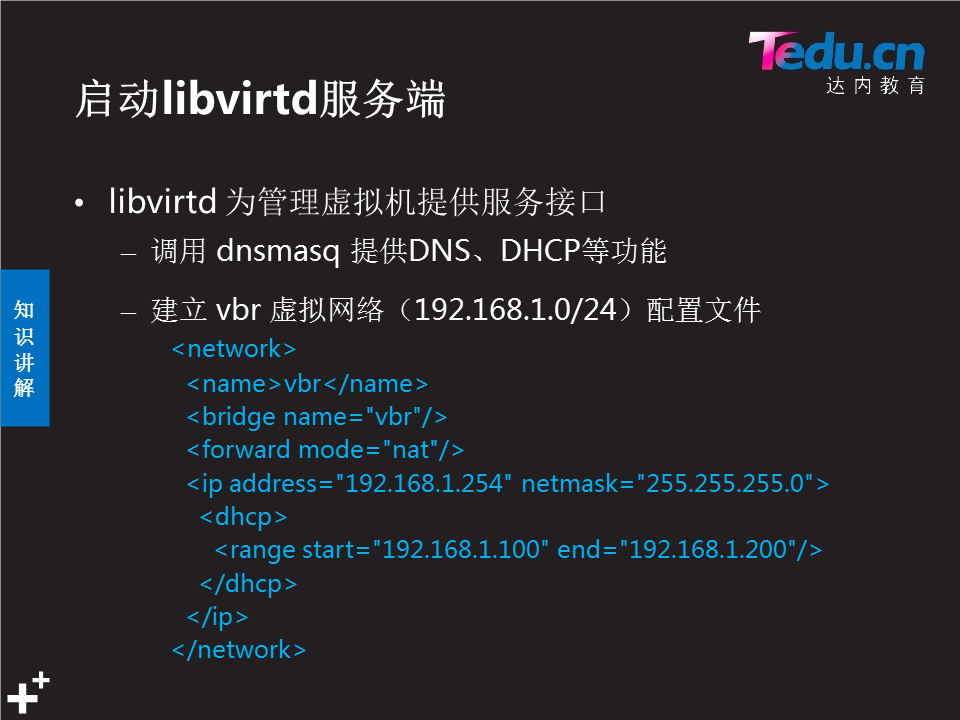 Tedu.cn
达内教育
启动libvirtd服务端
• libvirtd 为管理虚拟机提供服务接口
– 调用 dnsmasq 提供DNS、DHCP等功能
– 建立 vbr 虚拟网络（192.168.1.0/24）配置文件
<network>
<name>vbr</name>
<bridge name="vbr"/>
<forward mode="nat"/>
<ip address="192.168.1.254" netmask="255.255.255.0">
<dhcp>
<range start="192.168.1.100" end="192.168.1.200"/>
</dhcp>
</ip>
</network>
知
识
讲
解